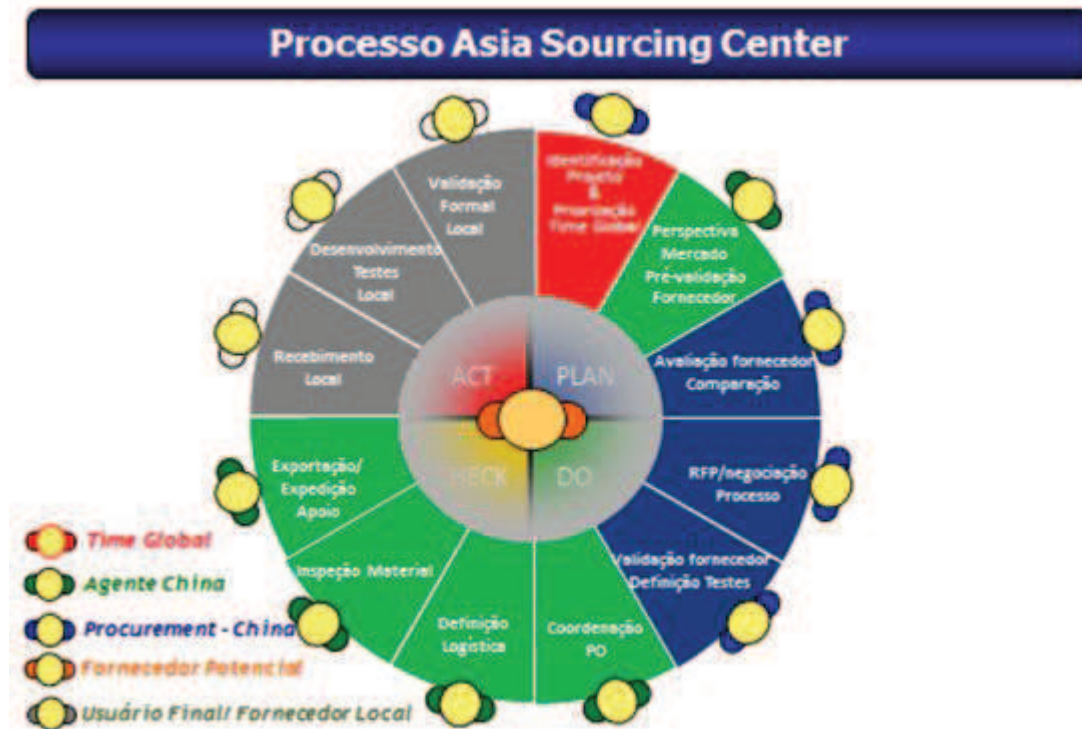 Processo Asia Sourcing Center
Identificação
Projeto
&
Priorização
Time Global
Perspectiva
Mercado
Pré-validação
Fornecedor
Avaliação fornecedor
Comparação
RFP/negociação
Processo
Validação fornecedor
Definição Testes
Coordenação
PO
Definição
Logística
Inspeção Material
Exportação/
Expedição
Apoio
Recebimento
Local
Desenvolvimento
Testes
Local
Validação
Formal
Local
ACT
PLAN
HECK
DO
Time Global
Agente China
Procurement - China
Fornecedor Potencial
Usuário Final/ Fornecedor Local